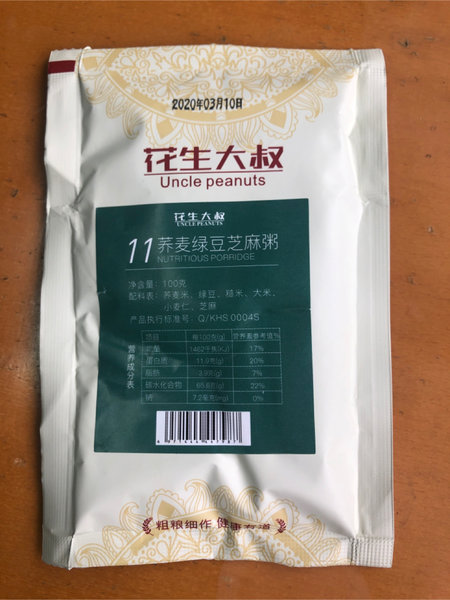 2020年03月10日
花生大叔
Uncle peanuts
花生大叔
UNCLE PEANUTS
11荞麦绿豆芝麻粥
NUTRITIOUS PORRIDGE
净含量：100克
配料表：荞麦米、绿豆、糙米、大米、
小麦仁、芝麻
产品执行标准号：Q/KHS 0004S
营养成分表
项目 每100克(g) 营养素参考值%
能量 1462千焦(KJ) 17%
蛋白质 11.9克(g) 20%
脂肪 3.9克(g) 7%
碳水化合物 65.6克(g) 22%
钠 7.2毫克(mg) 0%
粗粮细作 健康有道